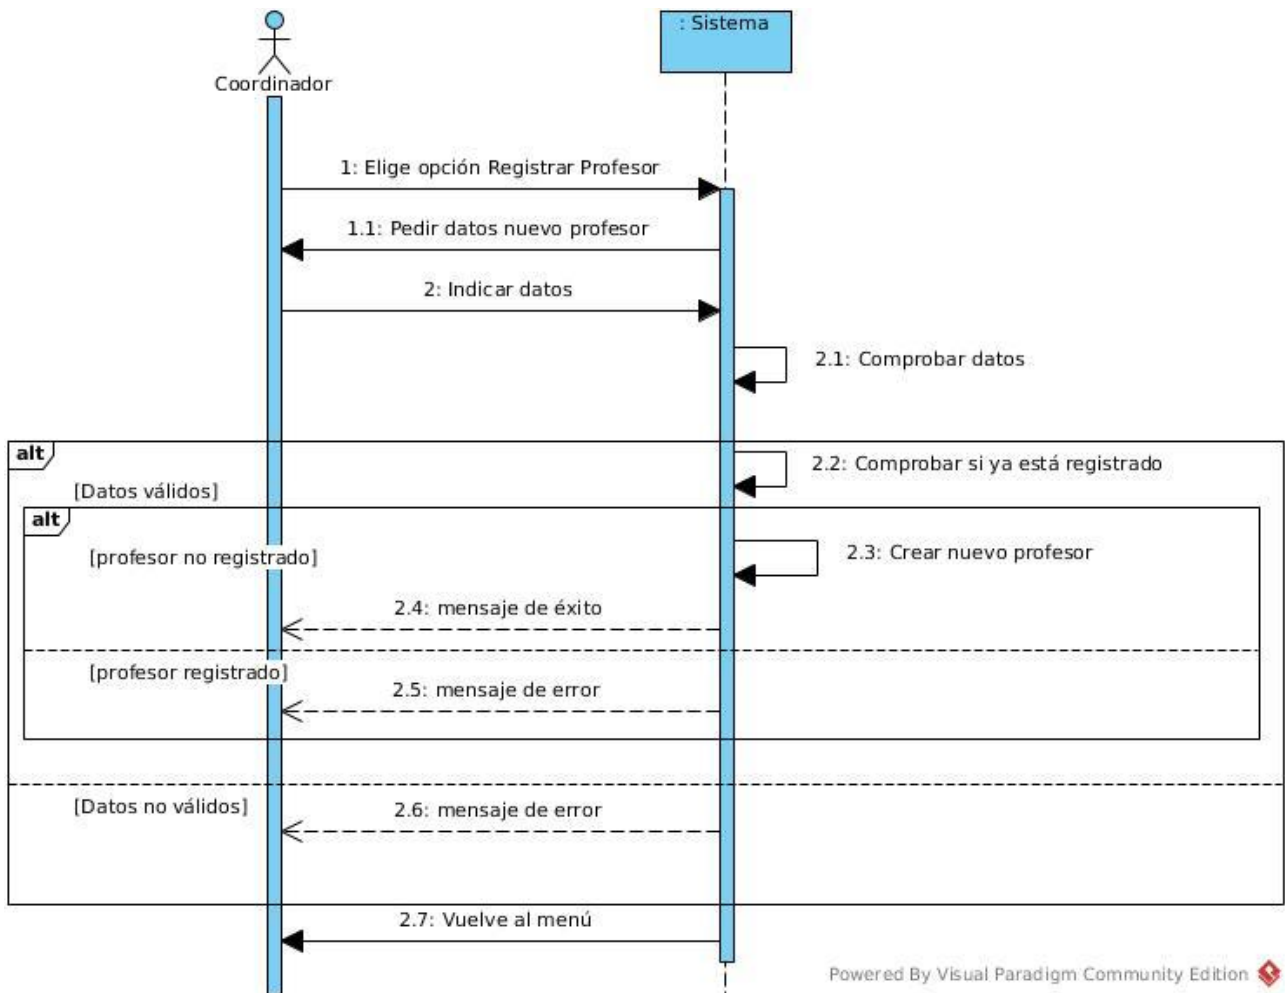 : Sistema
Coordinador
1: Elige opción Registrar Profesor
1.1: Pedir datos nuevo profesor
2: Indicar datos
2.1: Comprobar datos
alt
2.2: Comprobar si ya está registrado
[Datos válidos]
alt
[profesor no registrado]
2.3: Crear nuevo profesor
2.4: mensaje de éxito
[profesor registrado]
2.5: mensaje de error
[Datos no válidos]
2.6: mensaje de error
2.7: Vuelve al menú
Powered By Visual Paradigm Community Edition